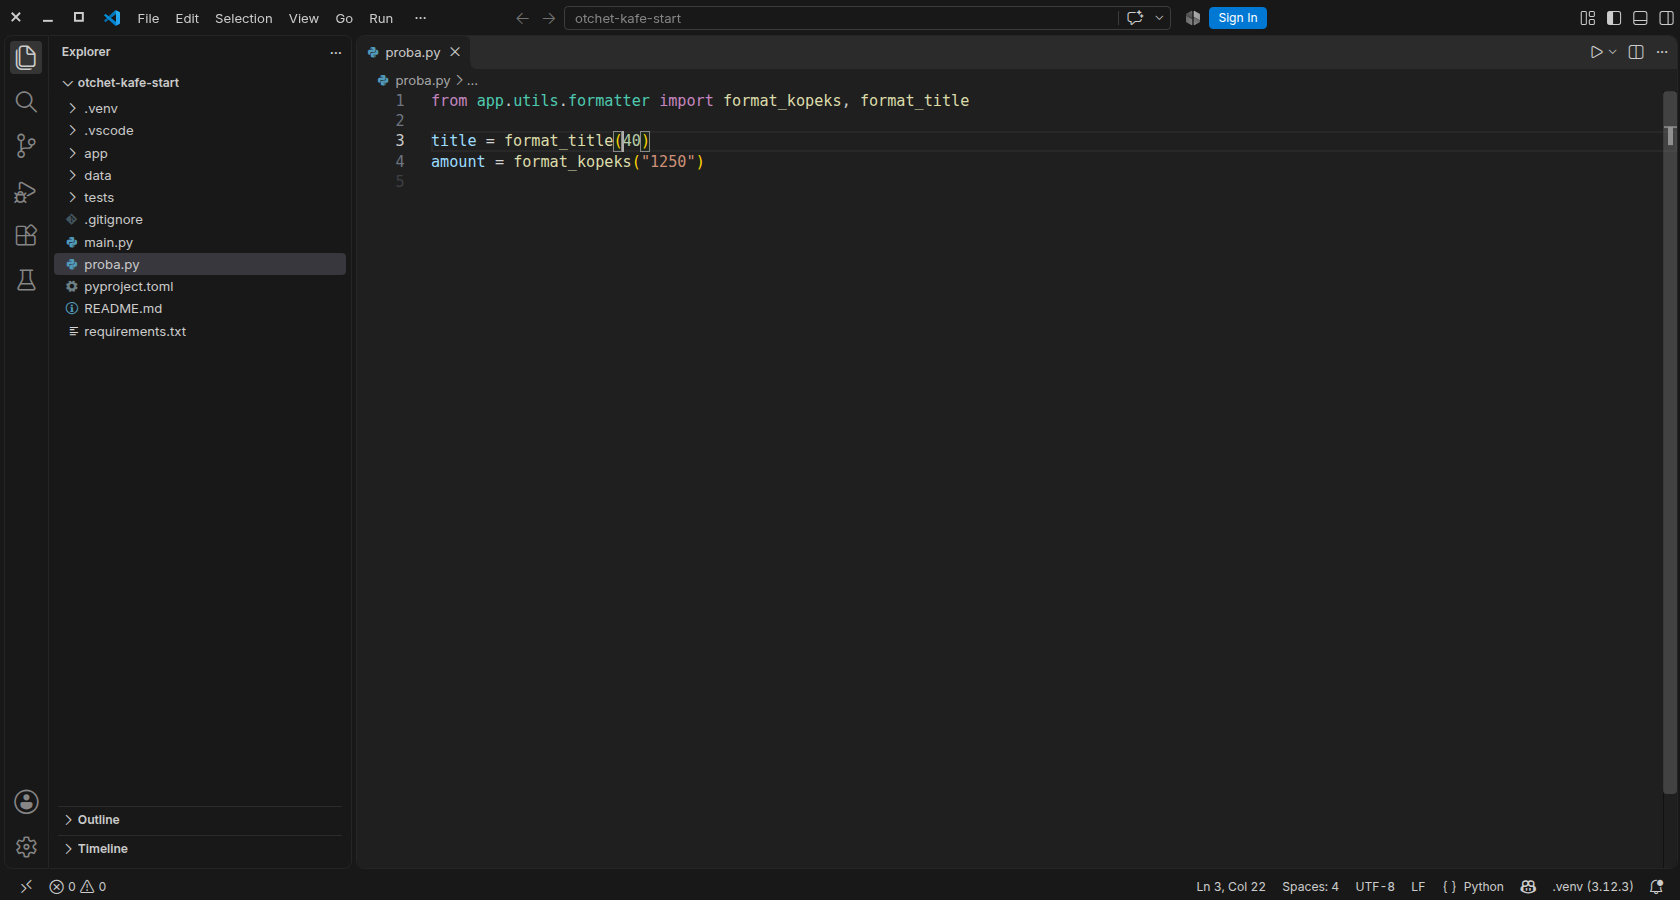 File Edit Selection View Go Run ...
otchet-kafe-start
Sign In
Explorer
otchet-kafe-start
.venv
.vscode
app
data
tests
.gitignore
main.py
proba.py
pyproject.toml
README.md
requirements.txt
Outline
Timeline
proba.py
proba.py > ...
1 from app.utils.formatter import format_kopeks, format_title
2
3 title = format_title(40)
4 amount = format_kopeks("1250")
5
0 0
Ln 3, Col 22 Spaces: 4 UTF-8 LF { } Python .venv (3.12.3)